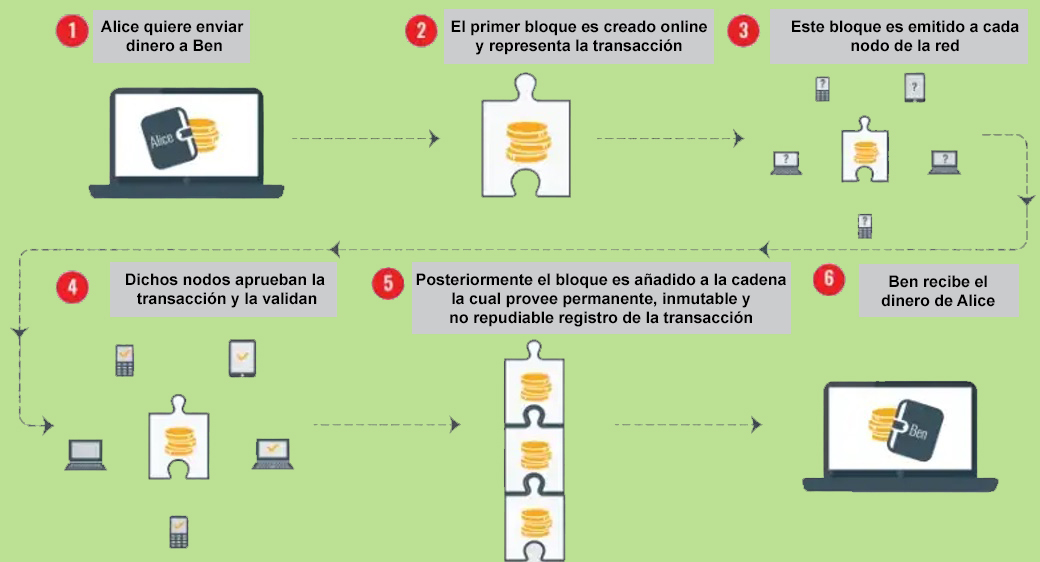 1
Alice quiere enviar
dinero a Ben
2
El primer bloque es creado online
y representa la transacción
3
Este bloque es emitido a cada
nodo de la red
Alice
?
?
?
?
?
4
Dichos nodos aprueban la
transacción y la validan
5
Posteriormente el bloque es añadido a la cadena
la cual provee permanente, inmutable y
no repudiable registro de la transacción
6
Ben recibe el
dinero de Alice
Ben